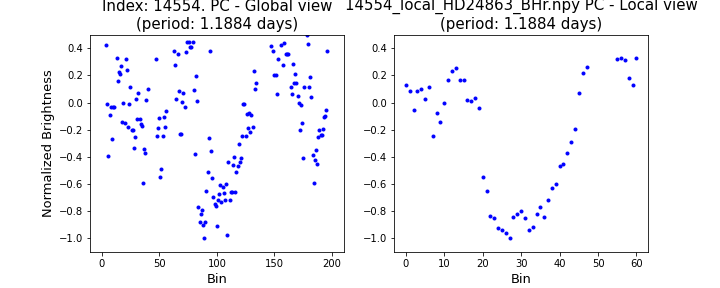 Index: 14554. PC - Global view
(period: 1.1884 days)
14554_local_HD24863_BHr.npy PC - Local view
(period: 1.1884 days)
Normalized Brightness
0.4
0.2
0.0
−0.2
−0.4
−0.6
−0.8
−1.0
0 50 100 150 200
Bin
0.4
0.2
0.0
−0.2
−0.4
−0.6
−0.8
−1.0
0 10 20 30 40 50 60
Bin